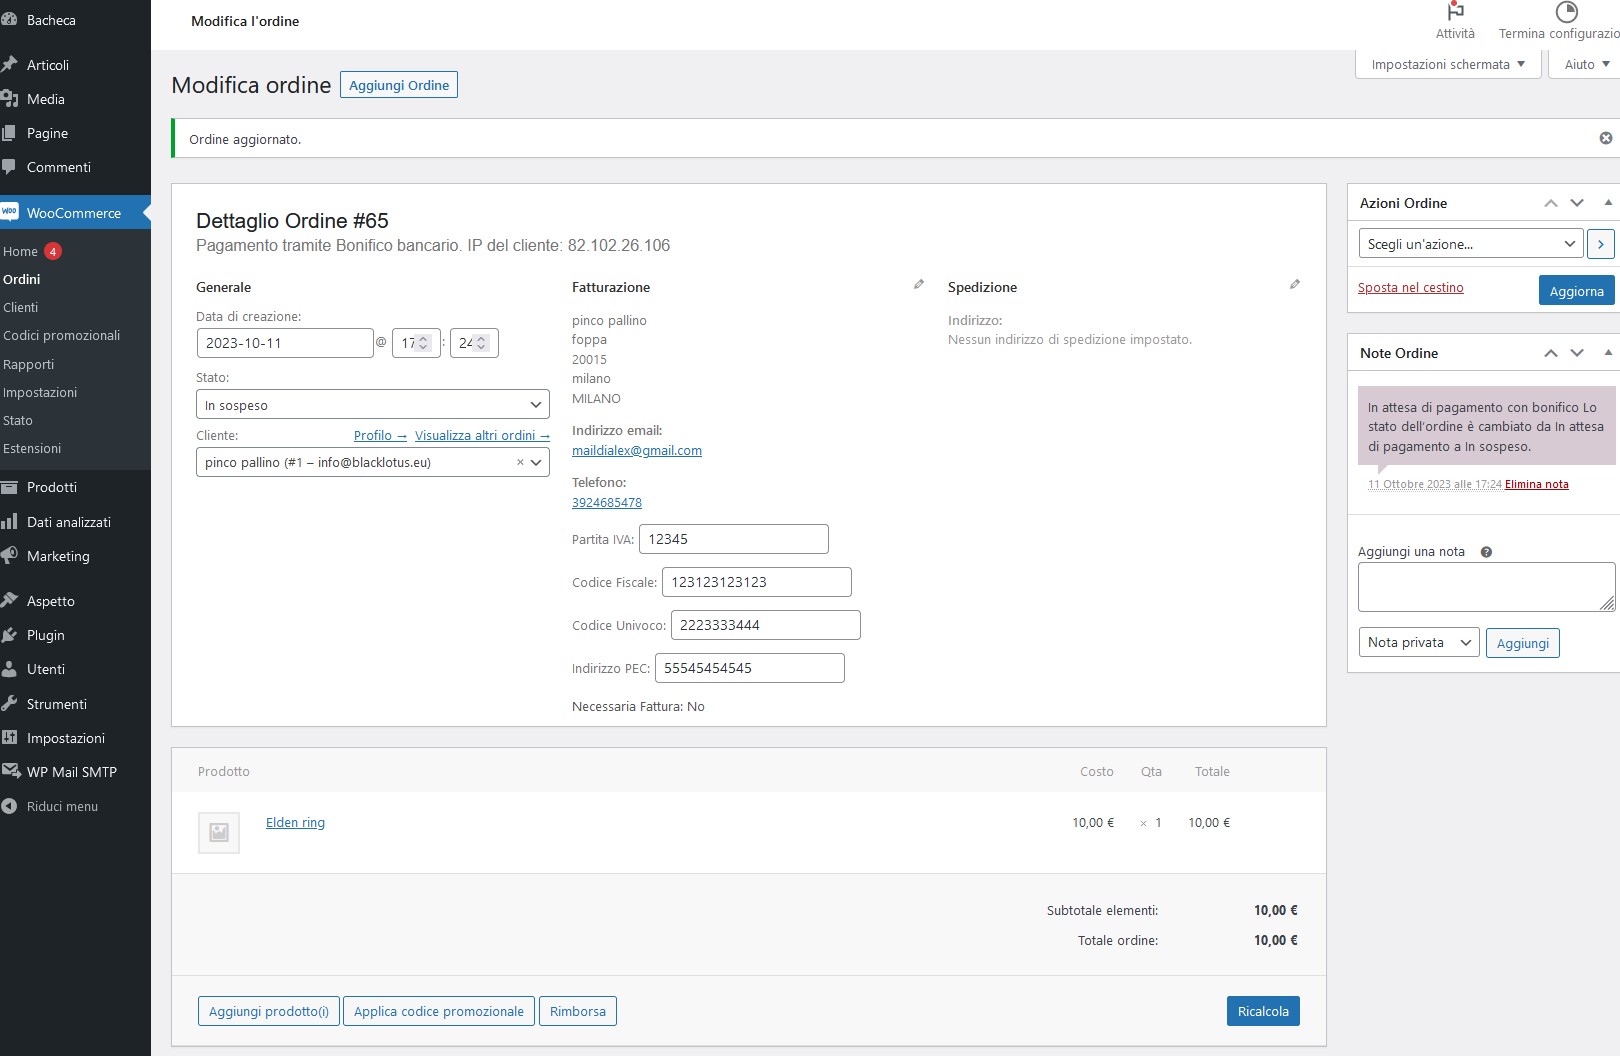 Bacheca
Articoli
Media
Pagine
Commenti
Woo WooCommerce
Home 4
Ordini
Clienti
Codici promozionali
Rapporti
Impostazioni
Stato
Estensioni
Prodotti
Dati analizzati
Marketing
Aspetto
Plugin
Utenti
Strumenti
Impostazioni
WP Mail SMTP
Riduci menu
Modifica l'ordine
Attività
Termina configurazio
Impostazioni schermata ▼
Aiuto ▼
Modifica ordine
Aggiungi Ordine
Ordine aggiornato.
Dettaglio Ordine #65
Pagamento tramite Bonifico bancario. IP del cliente: 82.102.26.106
Generale
Data di creazione:
2023-10-11 @ 17 : 24
Stato:
In sospeso
Cliente: Profilo → Visualizza altri ordini →
pinco pallino (#1 – info@blacklotus.eu) ×
Fatturazione
pinco pallino
foppa
20015
milano
MILANO
Indirizzo email:
maildialex@gmail.com
Telefono:
3924685478
Partita IVA: 12345
Codice Fiscale: 123123123123
Codice Univoco: 2223333444
Indirizzo PEC: 55545454545
Necessaria Fattura: No
Spedizione
Indirizzo:
Nessun indirizzo di spedizione impostato.
Prodotto Costo Qta Totale
Elden ring 10,00 € × 1 10,00 €
Subtotale elementi: 10,00 €
Totale ordine: 10,00 €
Aggiungi prodotto(i)
Applica codice promozionale
Rimborsa
Ricalcola
Azioni Ordine
Scegli un'azione...
Sposta nel cestino
Aggiorna
Note Ordine
In attesa di pagamento con bonifico Lo
stato dell'ordine è cambiato da In attesa
di pagamento a In sospeso.
11 Ottobre 2023 alle 17:24 Elimina nota
Aggiungi una nota ?
Nota privata
Aggiungi